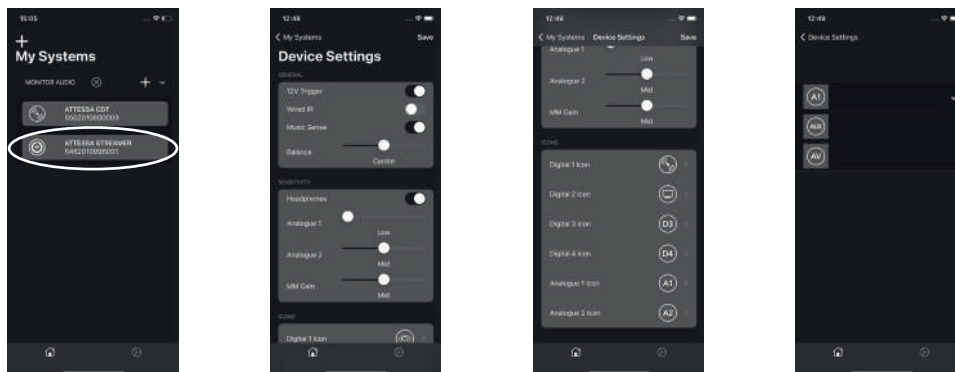 15:05
My Systems
MONITOR AUDIO
ATTESSA CDT
ATTESSA STREAMER
12:48
My Systems
Save
Device Settings
GENERAL
12V Trigger
Wired IR
Music Sense
Balance
Centre
SENSITIVITY
Headphones
Analogue 1
Low
Analogue 2
Mid
MM Gain
Mid
ICONS
Digital 1 Icon
12:48
My Systems
Device Settings
Save
Analogue 1
Low
Analogue 2
Mid
MM Gain
Mid
ICONS
Digital 1 Icon
Digital 2 Icon
Digital 3 Icon D3
Digital 4 Icon D4
Analogue 1 Icon A1
Analogue 2 Icon A2
12:48
Device Settings
A1
AUX
AV